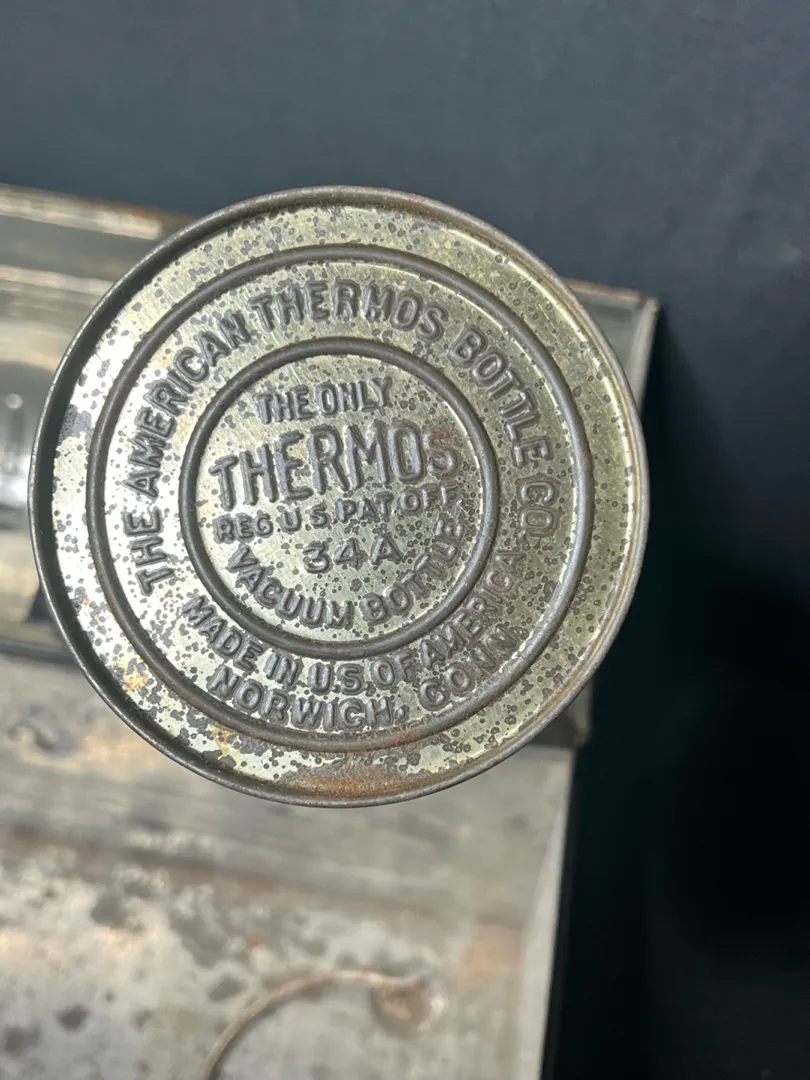 THE AMERICAN THERMOS BOTTLE CO.
THE ONLY
THERMOS
REG U.S. PAT. OFF.
34A
VACUUM BOTTLE
MADE IN U.S. OF AMERICA
NORWICH, CONN.